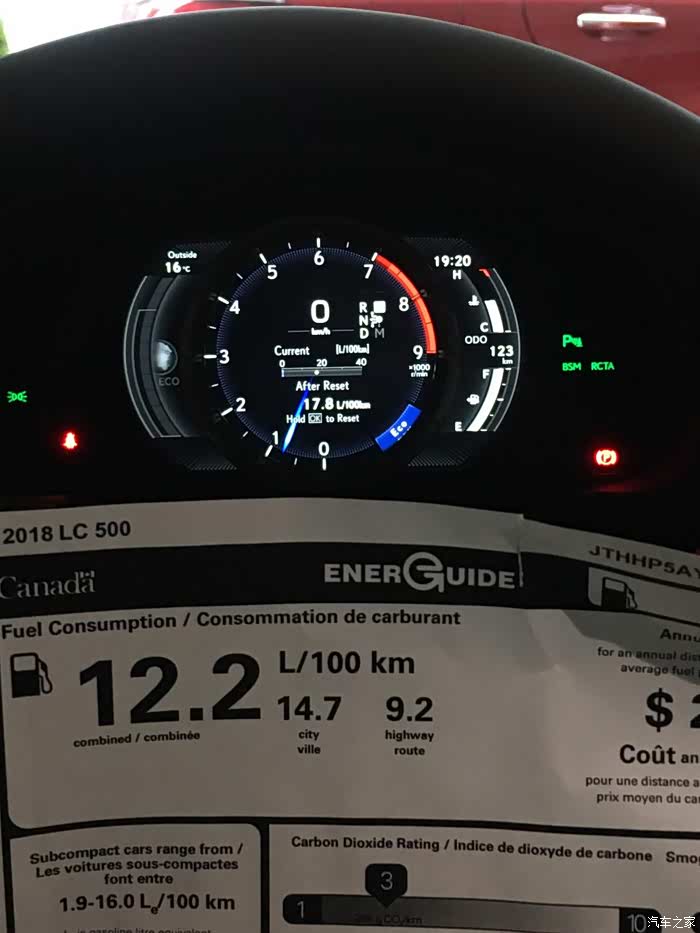 Outside
16°C
19:20
H
C
ODO
123
km
F
E
0 1 2 3 4 5 6 7 8 9
×1000
r/min
0
km/h
R
N
D M
P
Current [L/100km]
0 20 40
After Reset
17.8 L/100km
Hold OK to Reset
Eco
ECO
BSM RCTA
2018 LC 500
JTHHP5AY
Canada
ENERGUIDE
Fuel Consumption / Consommation de carburant
12.2 L/100 km
combined / combinée
14.7
city
ville
9.2
highway
route
for an annual
average fuel
$
Coût
pour une distance
prix moyen du
Subcompact cars range from /
Les voitures sous-compactes
font entre
1.9-16.0 Le/100 km
Carbon Dioxide Rating / Indice de dioxyde de carbone
3
1
10
汽车之家